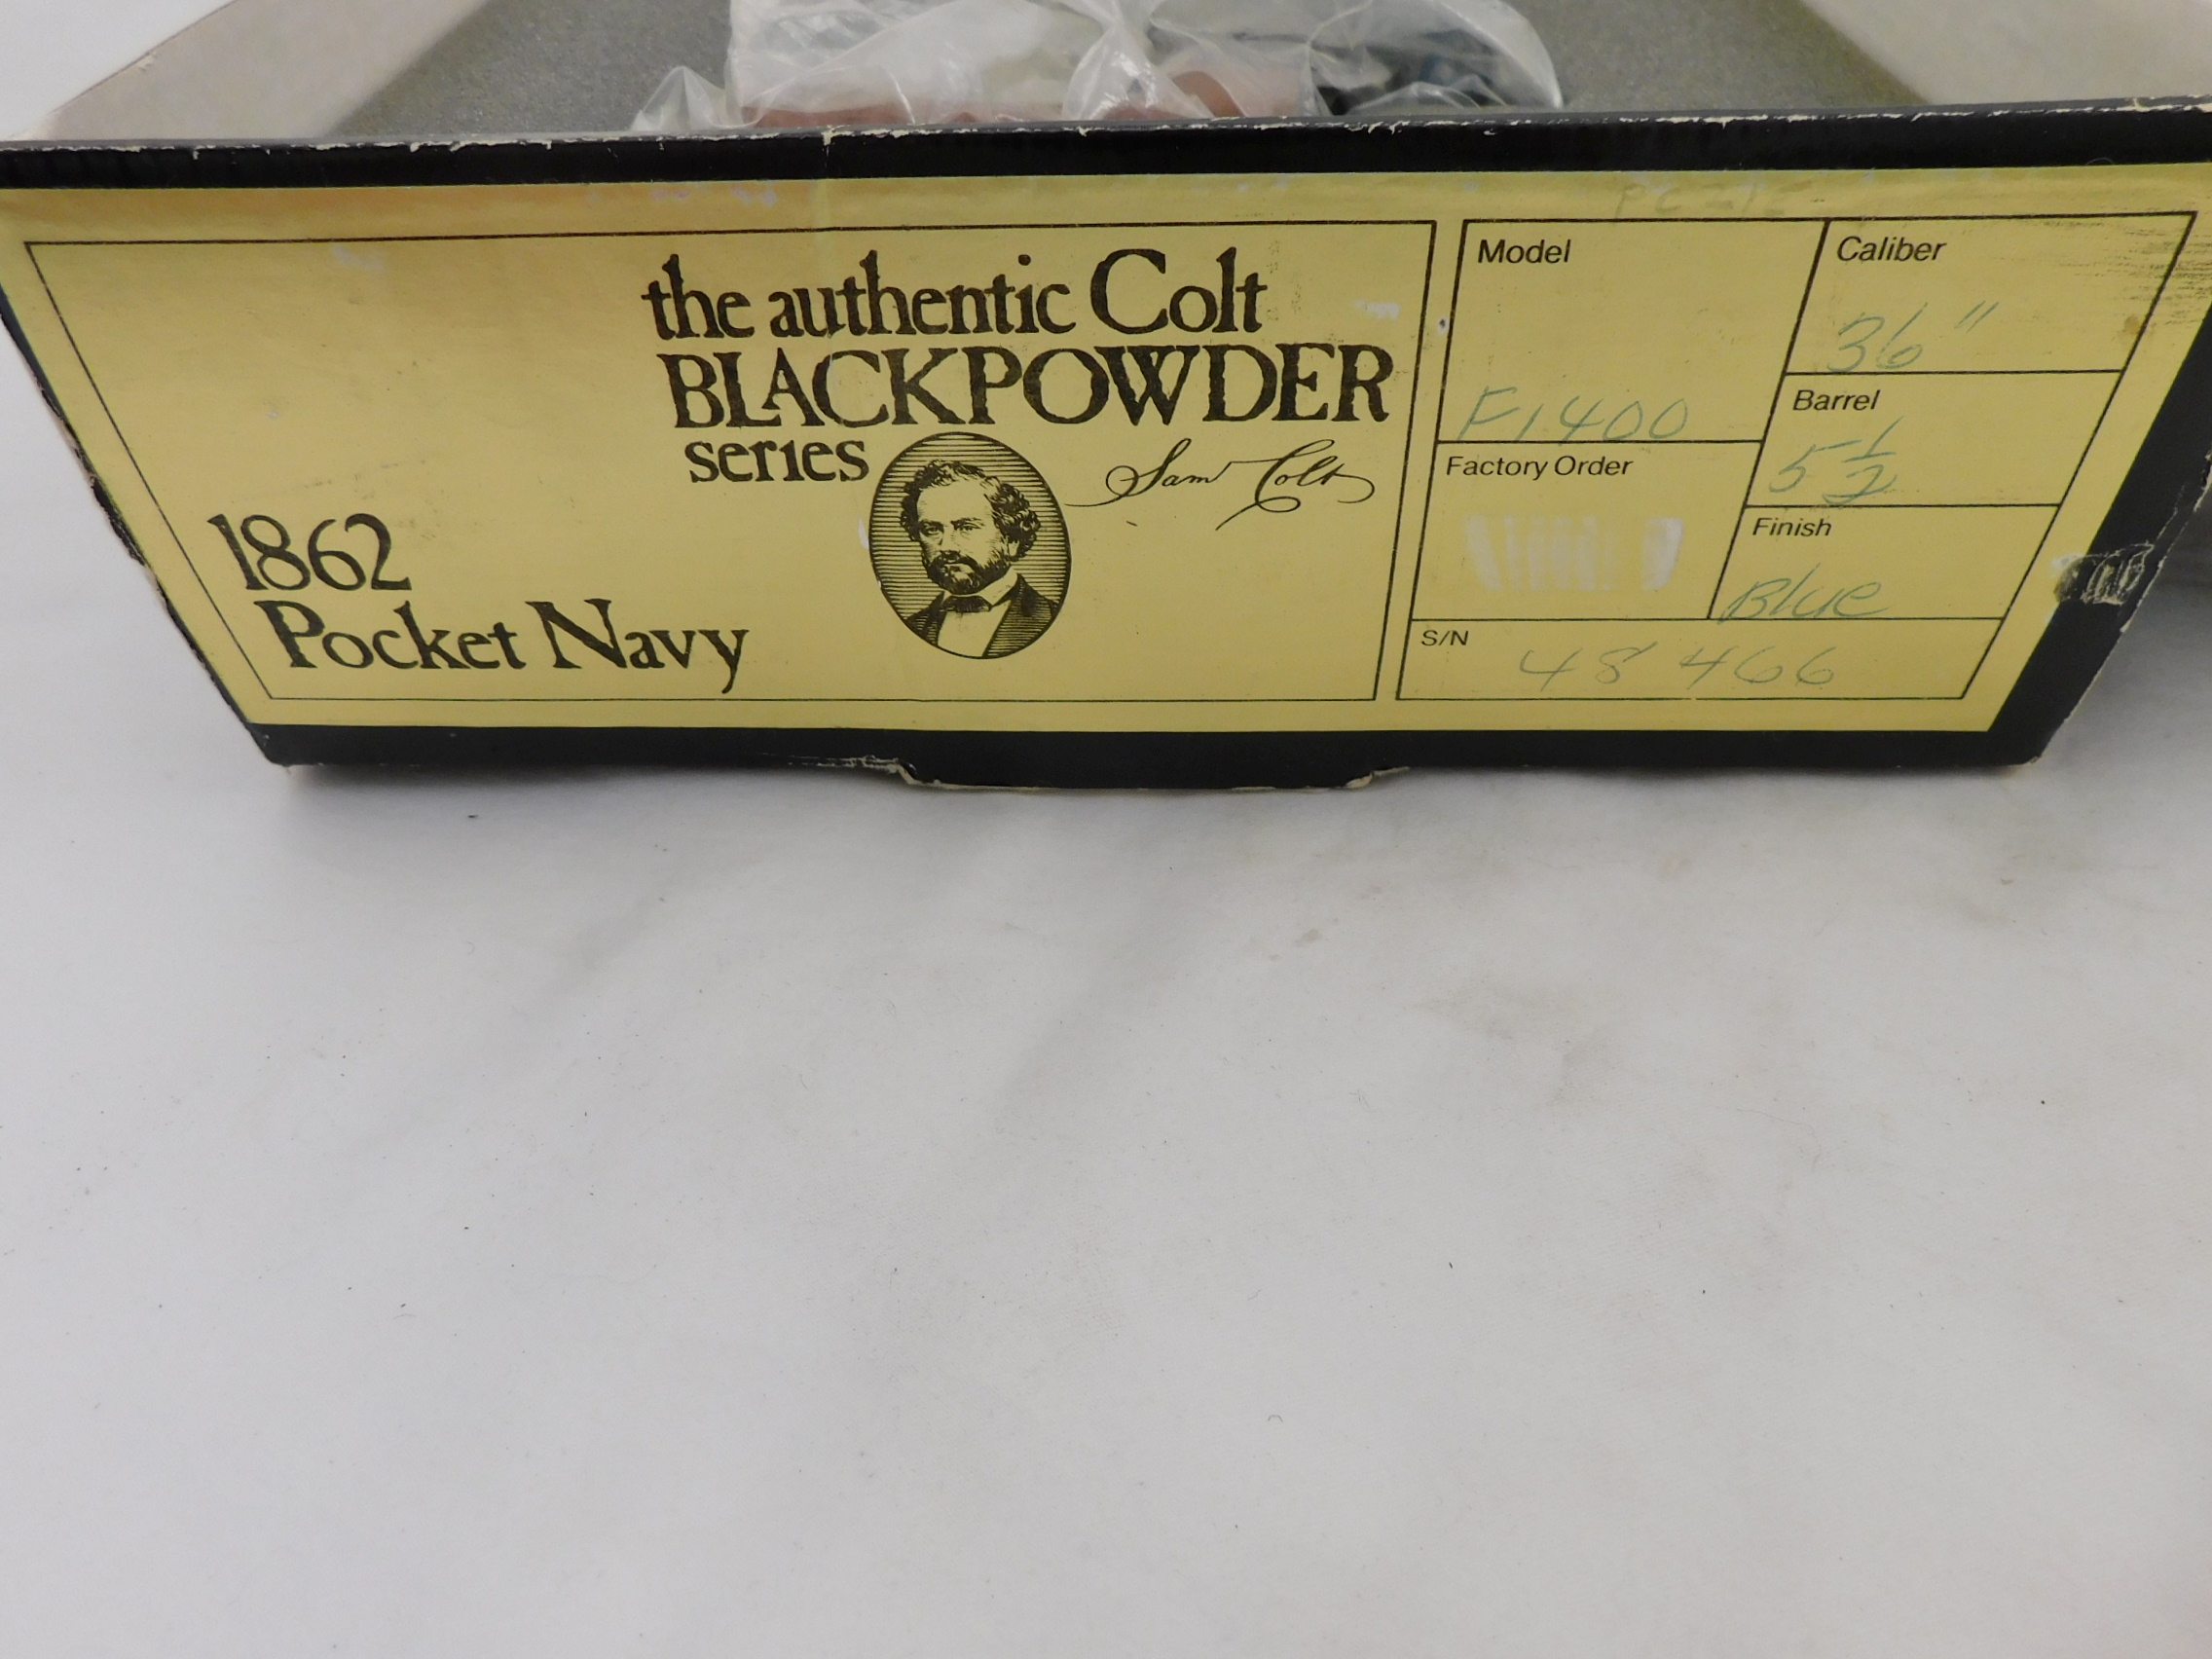 the authentic Colt
BLACKPOWDER
series
Sam Colt
1862
Pocket Navy
Model
F1400
Caliber
36"
Barrel
5 1/2
Factory Order
Finish
Blue
S/N
48466